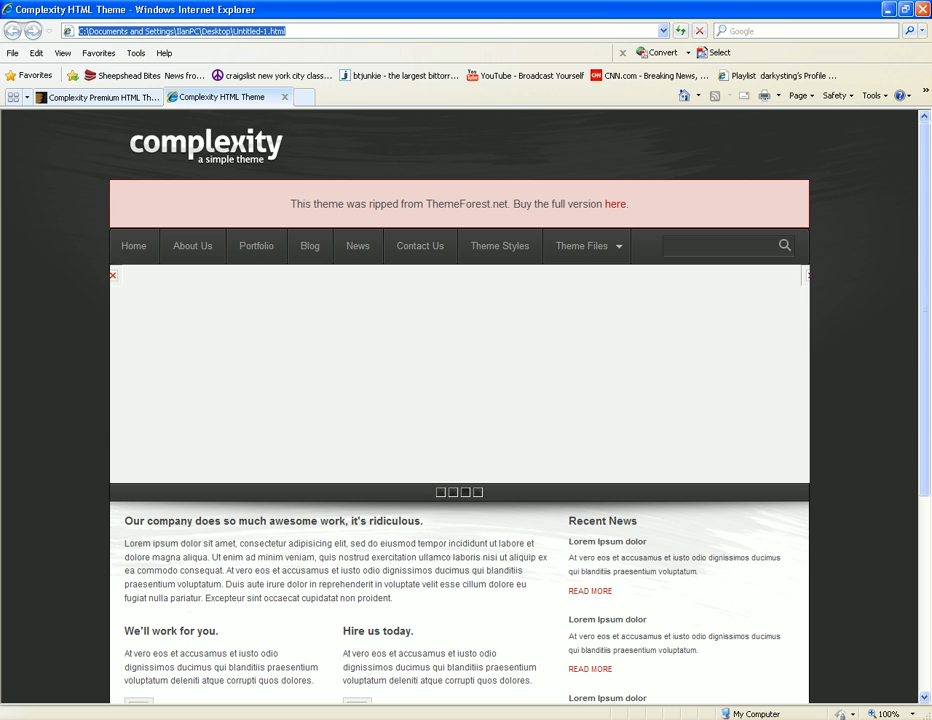 Complexity HTML Theme - Windows Internet Explorer
C:\Documents and Settings\IlanPC\Desktop\Untitled-1.html
Google
File Edit View Favorites Tools Help
Convert Select
Favorites Sheepshead Bites News fro... craigslist new york city class... btjunkie - the largest bittorr... YouTube - Broadcast Yourself CNN.com - Breaking News, ... Playlist darkysting's Profile ...
Complexity Premium HTML Th... Complexity HTML Theme Page Safety Tools
complexity
a simple theme
This theme was ripped from ThemeForest.net. Buy the full version here.
Home About Us Portfolio Blog News Contact Us Theme Styles Theme Files
Our company does so much awesome work, it's ridiculous.
Lorem ipsum dolor sit amet, consectetur adipisicing elit, sed do eiusmod tempor incididunt ut labore et
dolore magna aliqua. Ut enim ad minim veniam, quis nostrud exercitation ullamco laboris nisi ut aliquip ex
ea commodo consequat. At vero eos et accusamus et iusto odio dignissimos ducimus qui blanditiis
praesentium voluptatum. Duis aute irure dolor in reprehenderit in voluptate velit esse cillum dolore eu
fugiat nulla pariatur. Excepteur sint occaecat cupidatat non proident.
We'll work for you.
At vero eos et accusamus et iusto odio
dignissimos ducimus qui blanditiis praesentium
voluptatum deleniti atque corrupti quos dolores.
Hire us today.
At vero eos et accusamus et iusto odio
dignissimos ducimus qui blanditiis praesentium
voluptatum deleniti atque corrupti quos dolores.
Recent News
Lorem Ipsum dolor
At vero eos et accusamus et iusto odio dignissimos ducimus
qui blanditiis praesentium voluptatum.
READ MORE
Lorem Ipsum dolor
At vero eos et accusamus et iusto odio dignissimos ducimus
qui blanditiis praesentium voluptatum.
READ MORE
Lorem Ipsum dolor
My Computer
100%